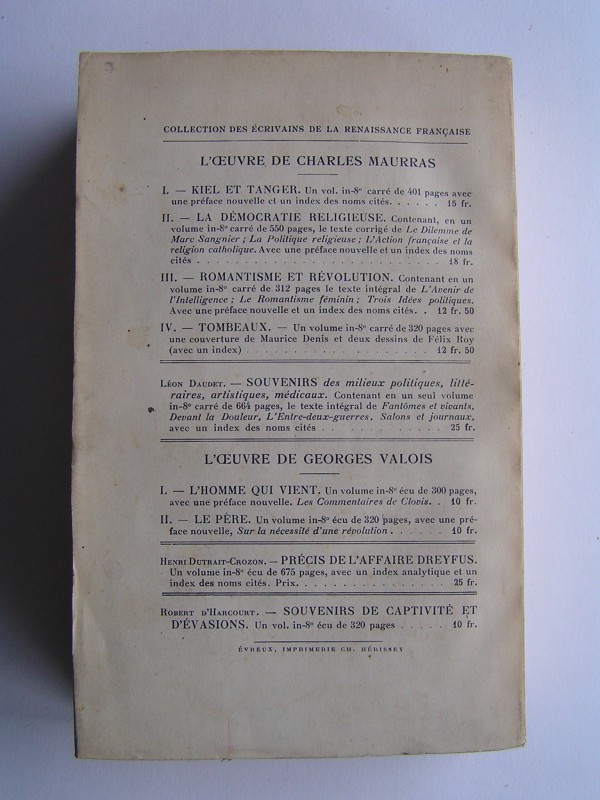 COLLECTION DES ÉCRIVAINS DE LA RENAISSANCE FRANÇAISE
L'ŒUVRE DE CHARLES MAURRAS
I. — KIEL ET TANGER. Un vol. in-8º carré de 401 pages avec
une préface nouvelle et un index des noms cités. . . . . . 15 fr.
II. — LA DÉMOCRATIE RELIGIEUSE. Contenant, en un
volume in-8º carré de 550 pages, le texte corrigé de Le Dilemme de
Marc Sangnier ; La Politique religieuse ; L'Action française et la
religion catholique. Avec une préface nouvelle et un index des noms
cités . . . . . . . . . . . . . . . . . . . . . . . . 18 fr.
III. — ROMANTISME ET RÉVOLUTION. Contenant en un
volume in-8º carré de 312 pages le texte intégral de L'Avenir de
l'Intelligence ; Le Romantisme féminin ; Trois Idées politiques.
Avec une préface nouvelle et un index des noms cités. . 12 fr. 50
IV. — TOMBEAUX. — Un volume in-8º carré de 320 pages avec
une couverture de Maurice Denis et deux dessins de Félix Roy
(avec un index) . . . . . . . . . . . . . . . . . 12 fr. 50
LÉON DAUDET. — SOUVENIRS des milieux politiques, litté-
raires, artistiques, médicaux. Contenant en un seul volume
in-8º carré de 664 pages, le texte intégral de Fantômes et vivants,
Devant la Douleur, L'Entre-deux-guerres, Salons et journaux,
avec un index des noms cités . . . . . . . . . . . 25 fr.
L'ŒUVRE DE GEORGES VALOIS
I. — L'HOMME QUI VIENT. Un volume in-8º écu de 300 pages,
avec une préface nouvelle. Les Commentaires de Clovis. . 10 fr.
II. — LE PÈRE. Un volume in-8º écu de 320 pages, avec une pré-
face nouvelle, Sur la nécessité d'une révolution . . . . . . 10 fr.
HENRI DUTRAIT-CROZON. — PRÉCIS DE L'AFFAIRE DREYFUS.
Un volume in-8º écu de 675 pages, avec un index analytique et un
index des noms cités. Prix. . . . . . . . . . . . . . . 25 fr.
ROBERT D'HARCOURT. — SOUVENIRS DE CAPTIVITÉ ET
D'ÉVASIONS. Un vol. in-8º écu de 320 pages . . . . . 10 fr.
ÉVREUX, IMPRIMERIE CH. HÉRISSEY